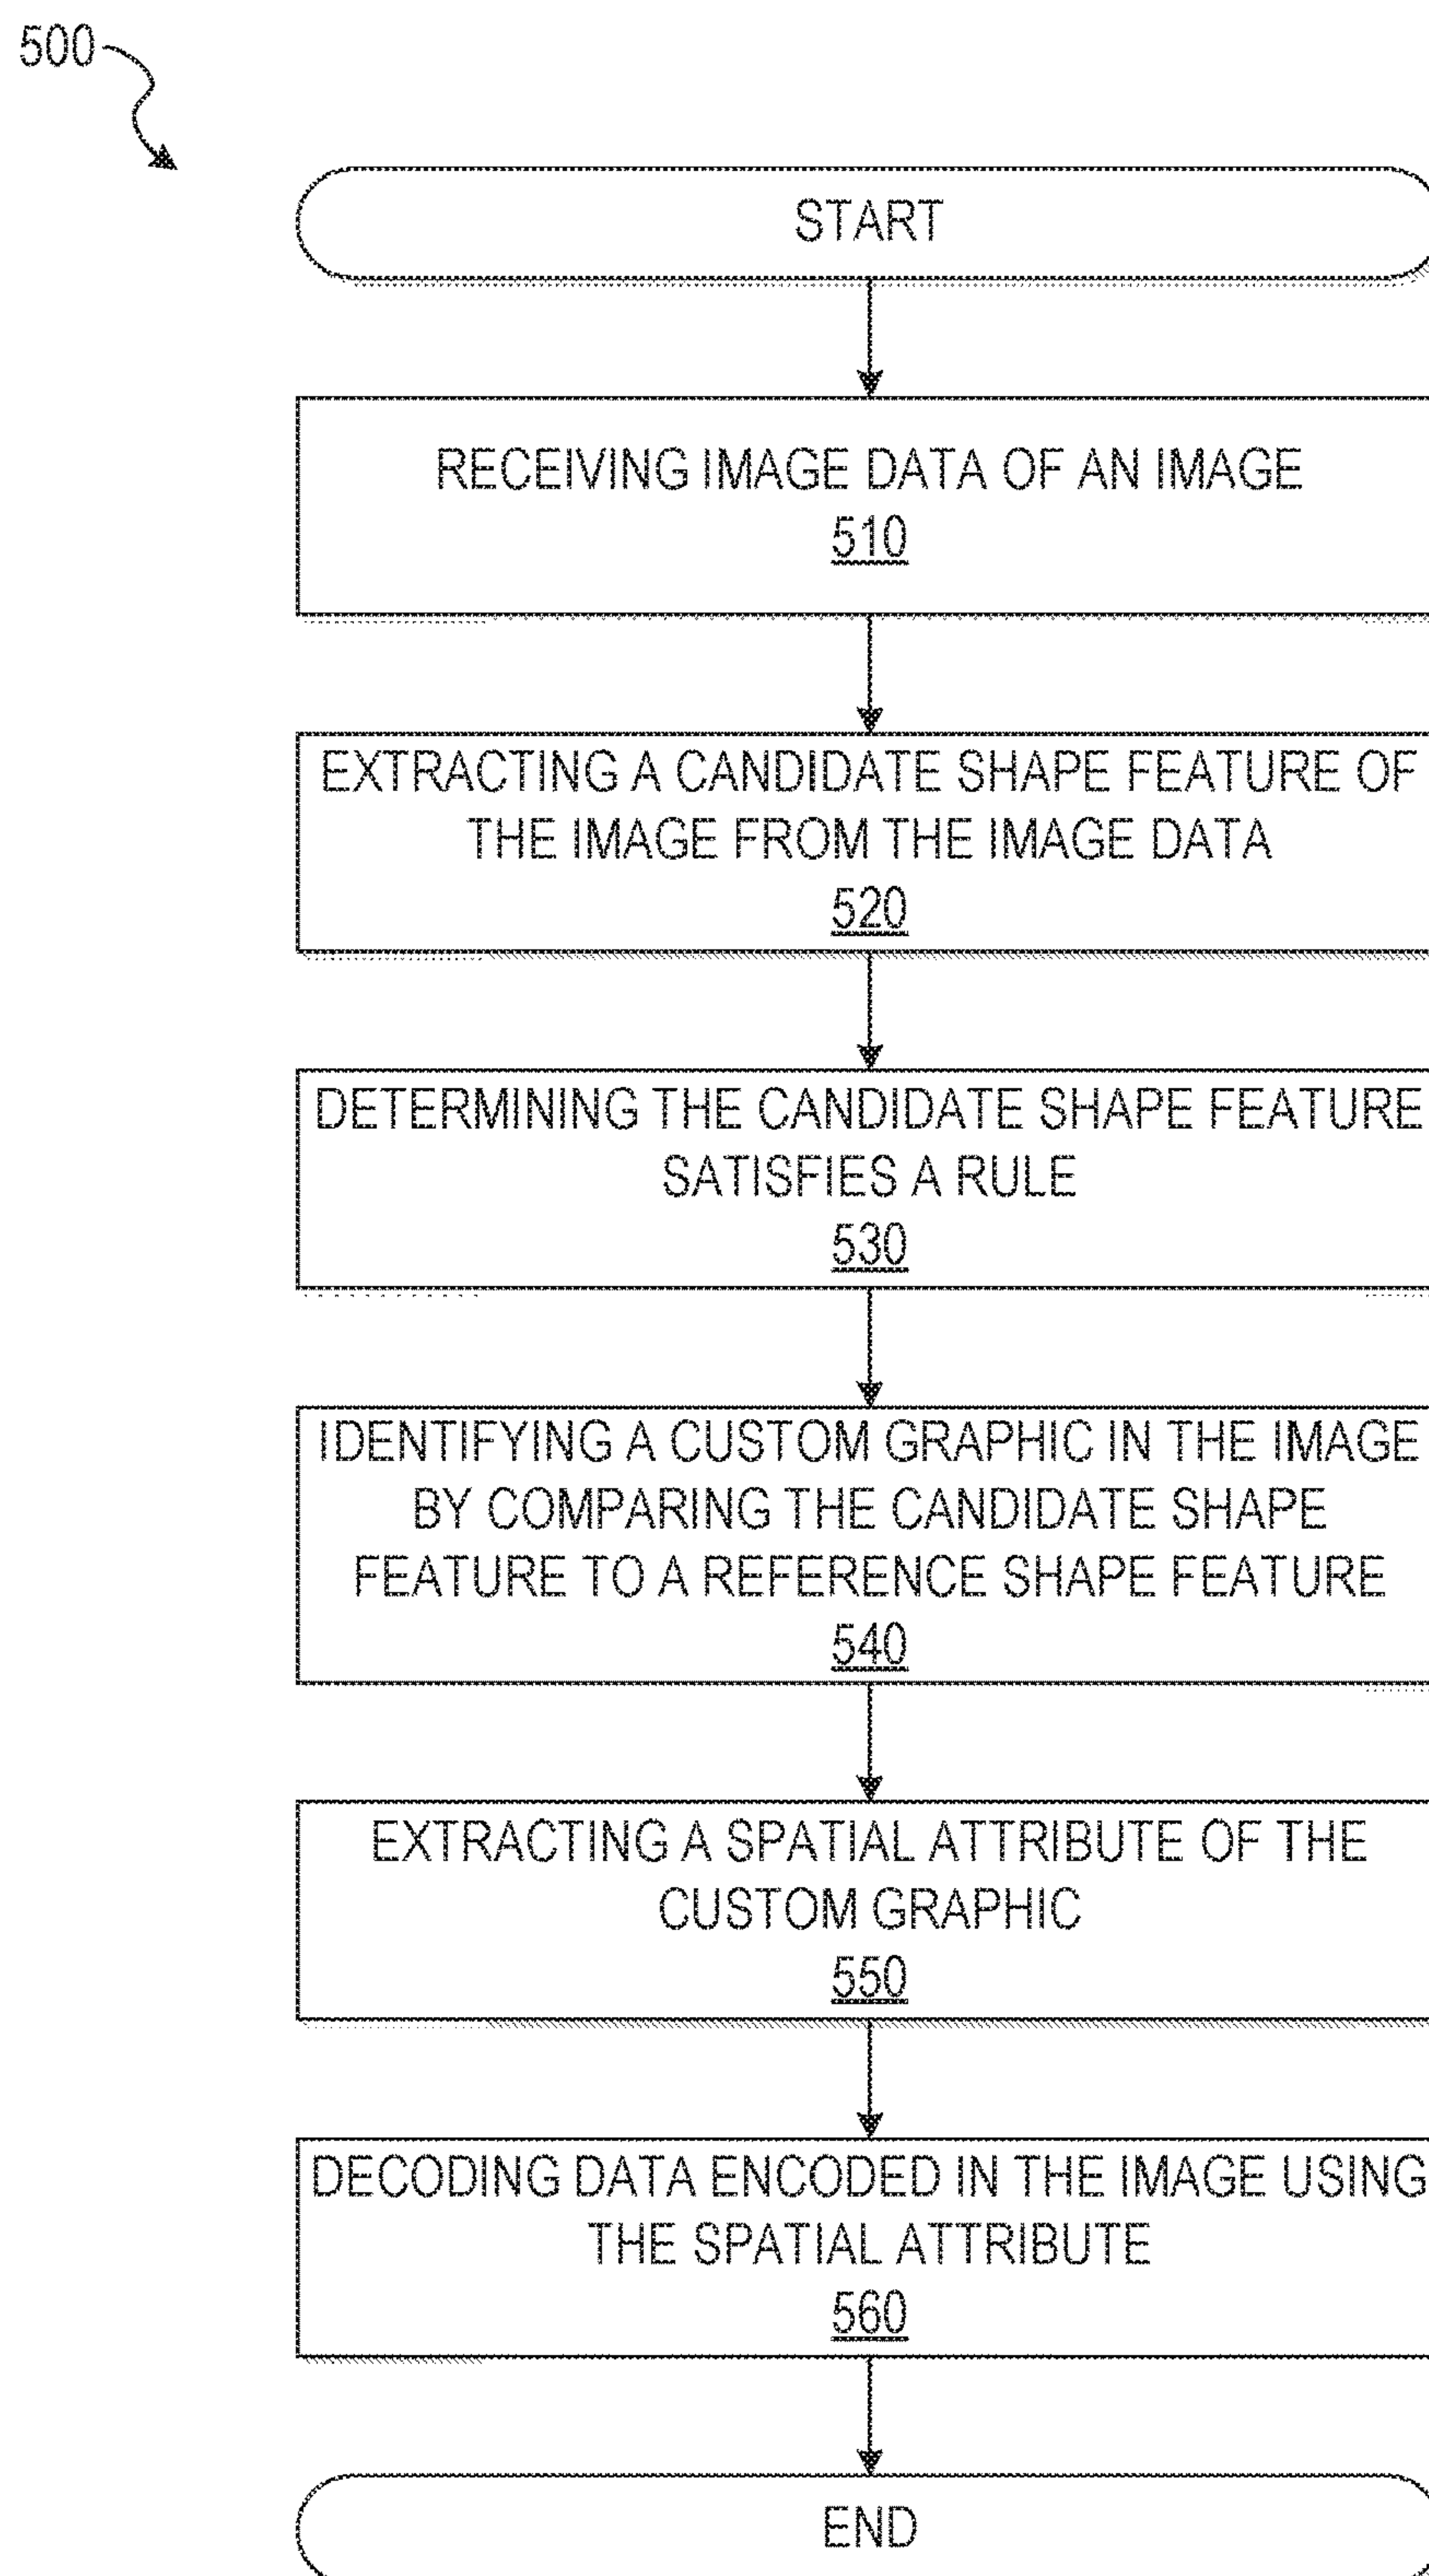 500
START
RECEIVING IMAGE DATA OF AN IMAGE
510
EXTRACTING A CANDIDATE SHAPE FEATURE OF
THE IMAGE FROM THE IMAGE DATA
520
DETERMINING THE CANDIDATE SHAPE FEATURE
SATISFIES A RULE
530
IDENTIFYING A CUSTOM GRAPHIC IN THE IMAGE
BY COMPARING THE CANDIDATE SHAPE
FEATURE TO A REFERENCE SHAPE FEATURE
540
EXTRACTING A SPATIAL ATTRIBUTE OF THE
CUSTOM GRAPHIC
550
DECODING DATA ENCODED IN THE IMAGE USING
THE SPATIAL ATTRIBUTE
560
END